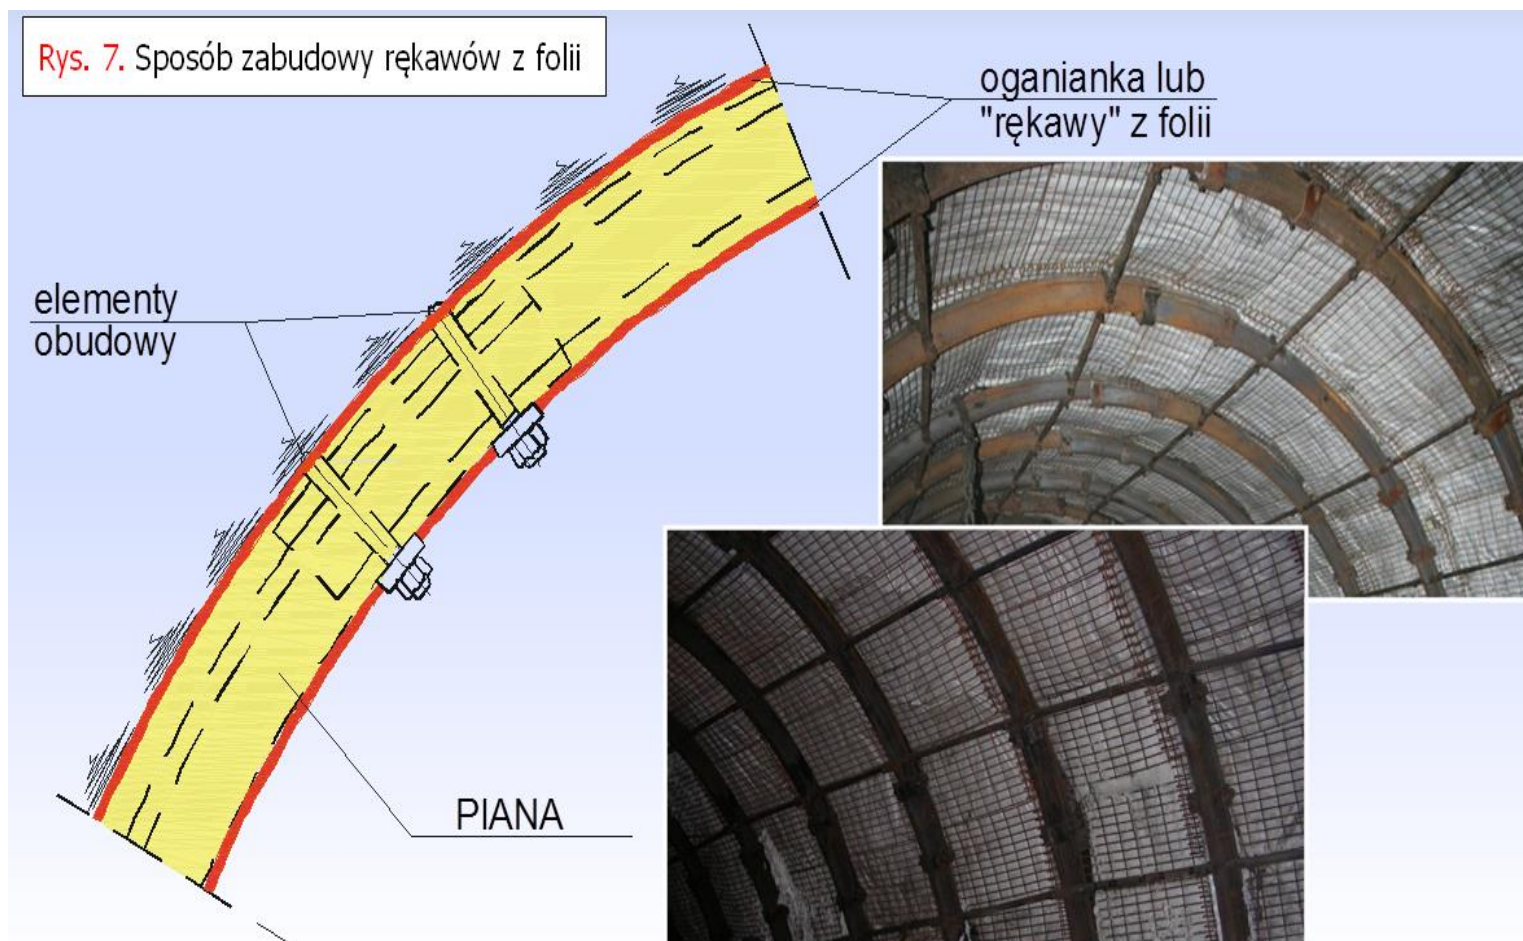 Rys. 7. Sposób zabudowy rękawów z folii
oganianka lub
"rękawy" z folii
elementy
obudowy
PIANA